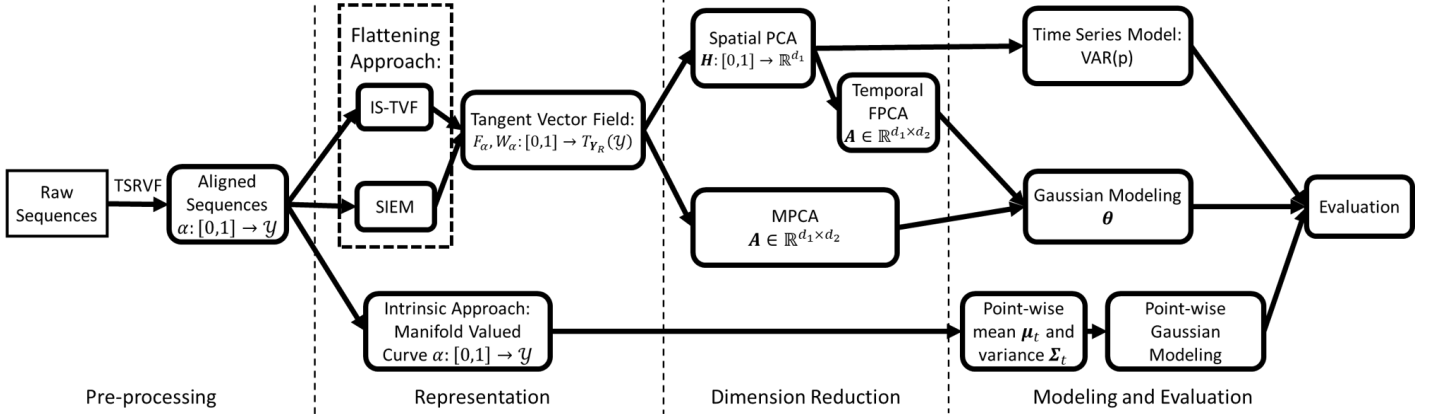 Raw
Sequences
TSRVF
Aligned
Sequences
α: [0,1] → 𝒴
Flattening
Approach:
IS-TVF
SIEM
Tangent Vector Field:
F_α, W_α: [0,1] → T_{Y_R}(𝒴)
Intrinsic Approach:
Manifold Valued
Curve α: [0,1] → 𝒴
Spatial PCA
H: [0,1] → ℝ^{d_1}
Temporal
FPCA
A ∈ ℝ^{d_1×d_2}
MPCA
A ∈ ℝ^{d_1×d_2}
Time Series Model:
VAR(p)
Gaussian Modeling
θ
Point-wise
mean μ_t and
variance Σ_t
Point-wise
Gaussian
Modeling
Evaluation
Pre-processing
Representation
Dimension Reduction
Modeling and Evaluation